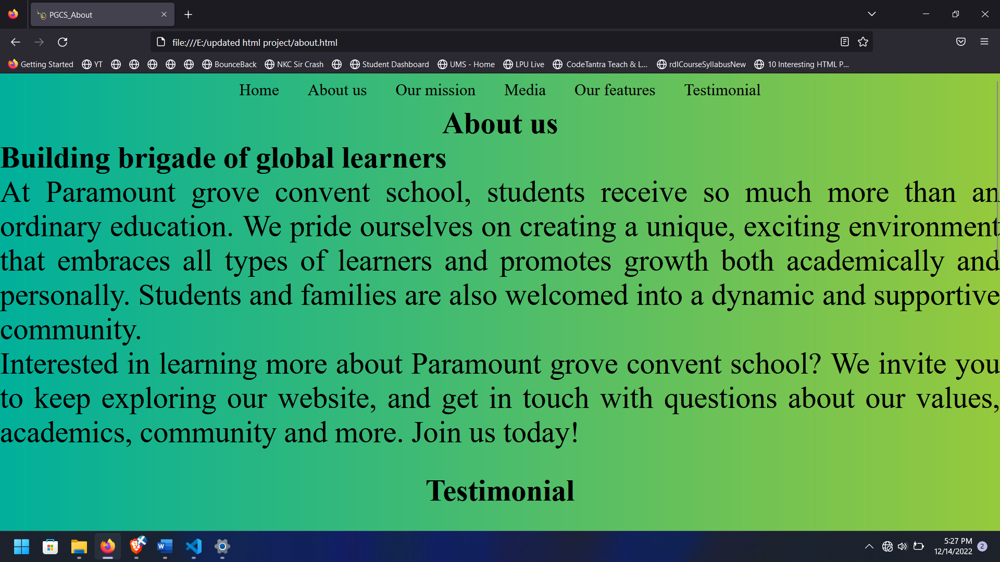 PGCS_About
file:///E:/updated html project/about.html
Getting Started YT BounceBack NKC Sir Crash Student Dashboard UMS - Home LPU Live CodeTantra Teach & L... rdlCourseSyllabusNew 10 Interesting HTML P...
Home About us Our mission Media Our features Testimonial
About us
Building brigade of global learners
At Paramount grove convent school, students receive so much more than an
ordinary education. We pride ourselves on creating a unique, exciting environment
that embraces all types of learners and promotes growth both academically and
personally. Students and families are also welcomed into a dynamic and supportive
community.
Interested in learning more about Paramount grove convent school? We invite you
to keep exploring our website, and get in touch with questions about our values,
academics, community and more. Join us today!
Testimonial
W
5:27 PM
12/14/2022
2